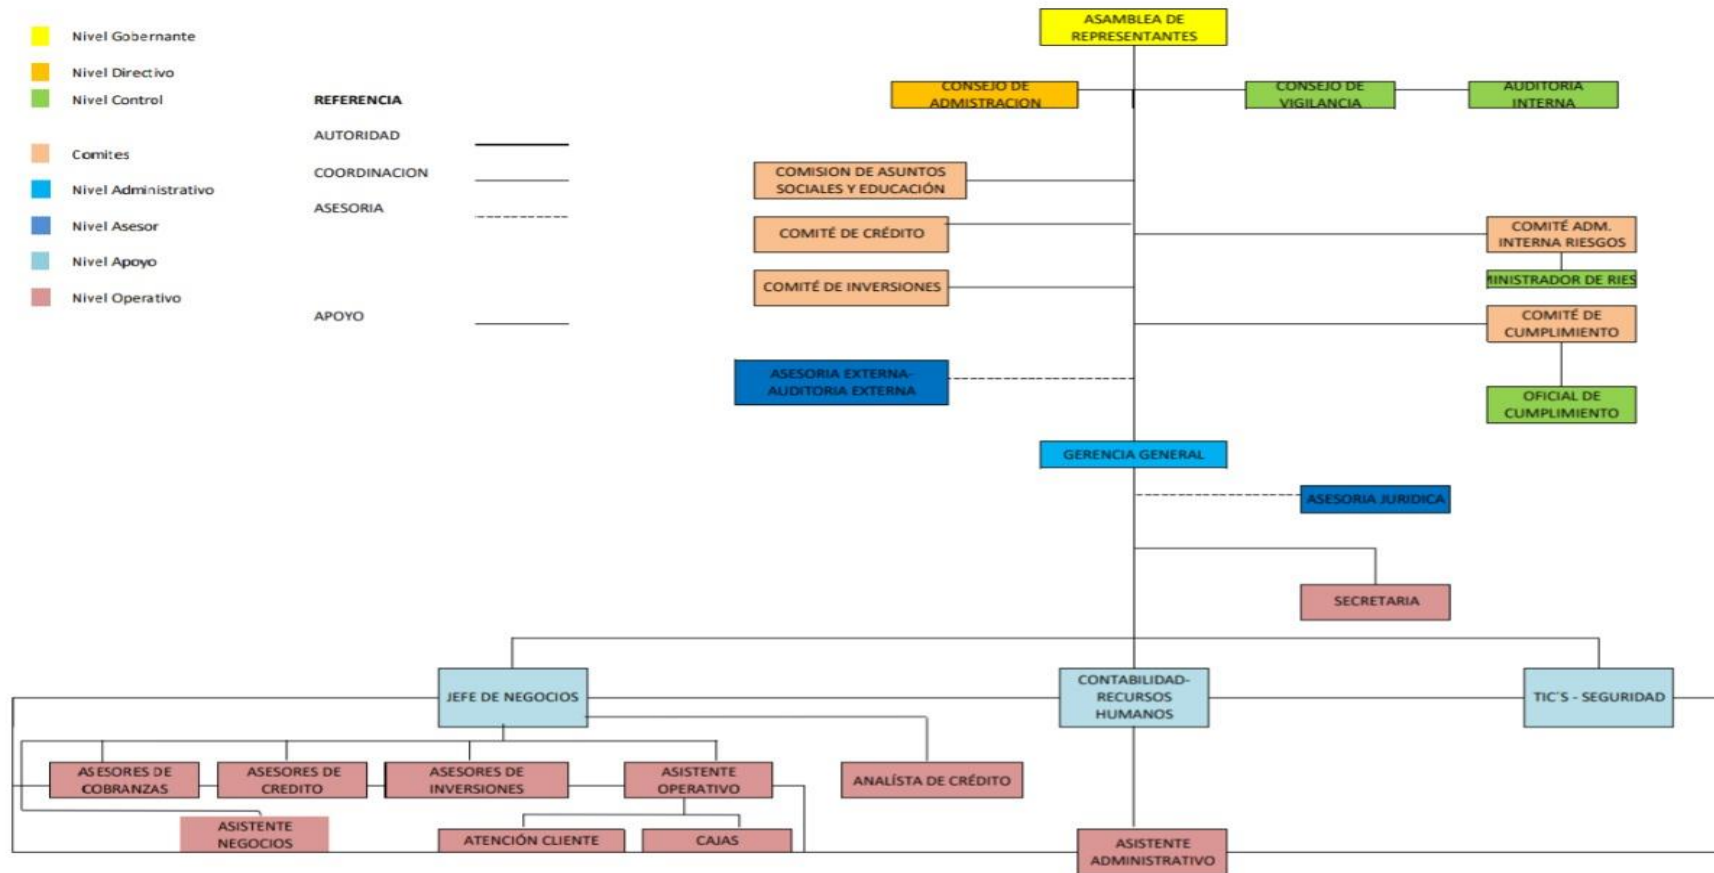 Nivel Gobernante
Nivel Directivo
Nivel Control
Comites
Nivel Administrativo
Nivel Asesor
Nivel Apoyo
Nivel Operativo
REFERENCIA
AUTORIDAD
COORDINACION
ASESORIA
APOYO
ASAMBLEA DE
REPRESENTANTES
CONSEJO DE
ADMISTRACION
CONSEJO DE
VIGILANCIA
AUDITORIA
INTERNA
COMISION DE ASUNTOS
SOCIALES Y EDUCACIÓN
COMITÉ DE CRÉDITO
COMITÉ ADM.
INTERNA RIESGOS
COMITÉ DE INVERSIONES
MINISTRADOR DE RIES
COMITÉ DE
CUMPLIMIENTO
ASESORIA EXTERNA-
AUDITORIA EXTERNA
OFICIAL DE
CUMPLIMIENTO
GERENCIA GENERAL
ASESORIA JURIDICA
SECRETARIA
JEFE DE NEGOCIOS
CONTABILIDAD-
RECURSOS
HUMANOS
TIC´S - SEGURIDAD
ASESORES DE
COBRANZAS
ASESORES DE
CREDITO
ASESORES DE
INVERSIONES
ASISTENTE
OPERATIVO
ANALÍSTA DE CRÉDITO
ASISTENTE
NEGOCIOS
ATENCIÓN CLIENTE
CAJAS
ASISTENTE
ADMINISTRATIVO